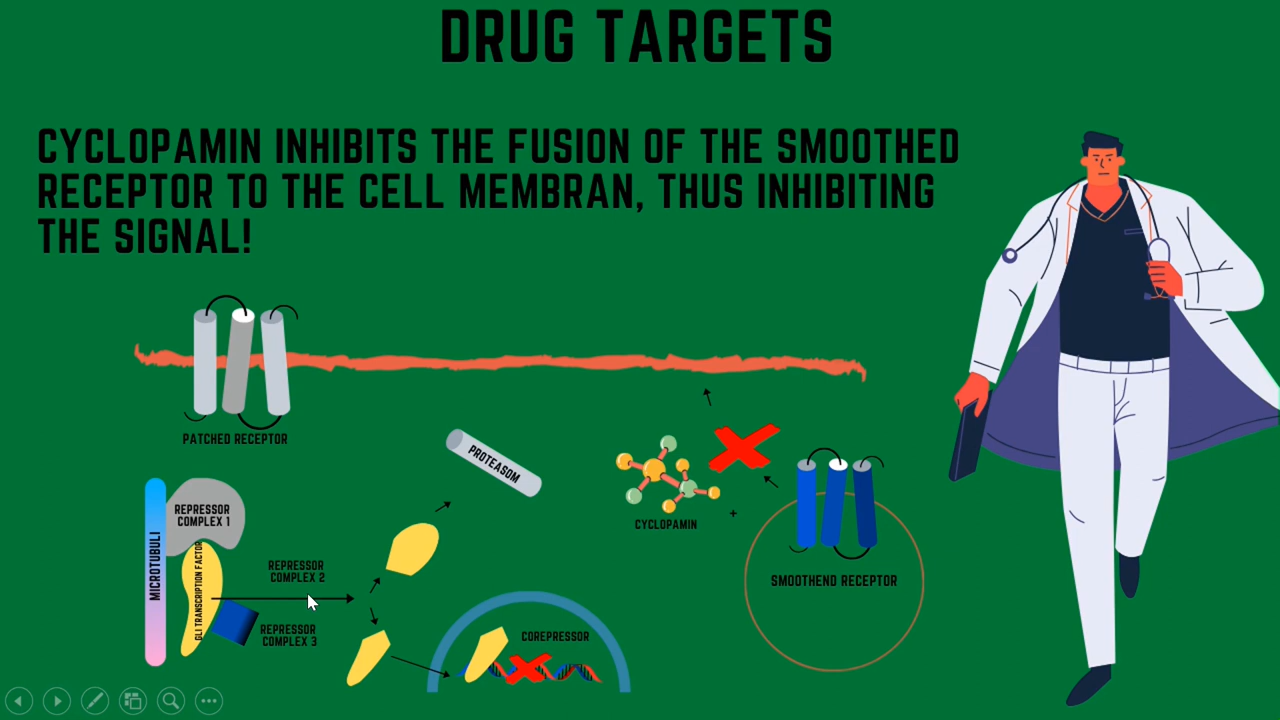 DRUG TARGETS
CYCLOPAMIN INHIBITS THE FUSION OF THE SMOOTHED
RECEPTOR TO THE CELL MEMBRAN, THUS INHIBITING
THE SIGNAL!
PATCHED RECEPTOR
PROTEASOM
CYCLOPAMIN
+
SMOOTHEND RECEPTOR
MICROTUBULI
REPRESSOR
COMPLEX 1
GLI TRANSCRIPTION FACTOR
REPRESSOR
COMPLEX 2
REPRESSOR
COMPLEX 3
COREPRESSOR